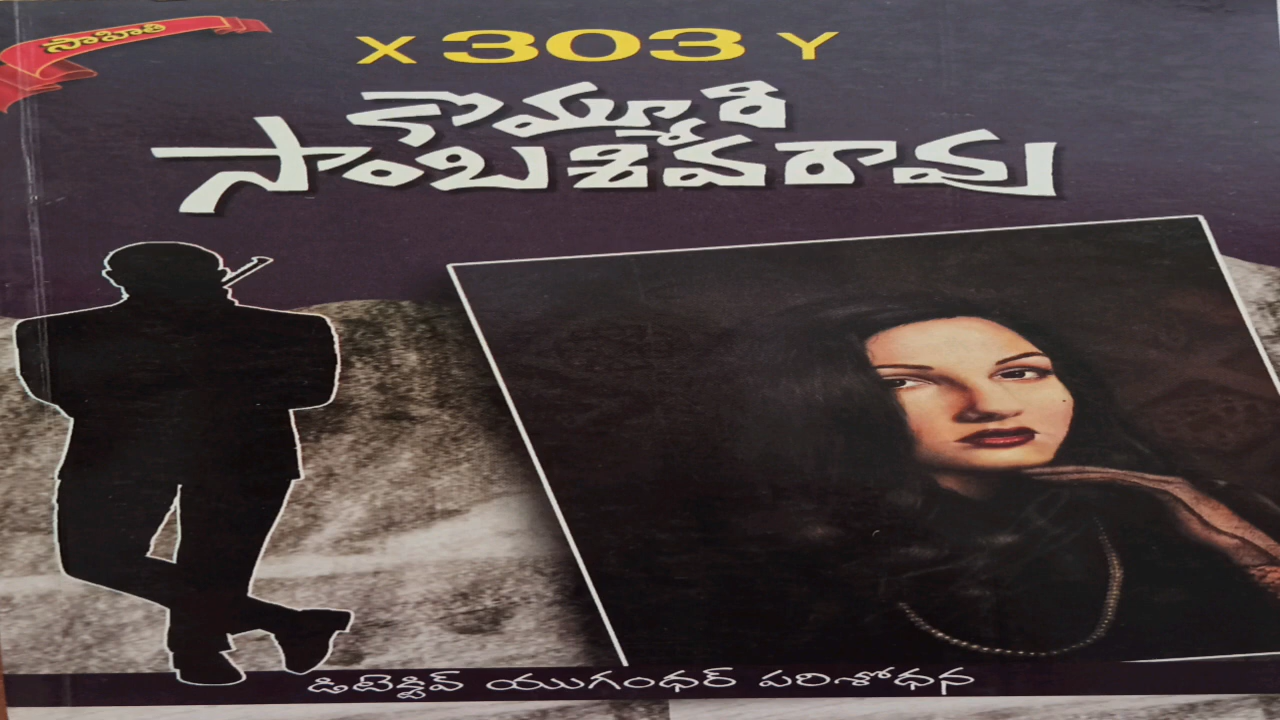 సాహితి
X 303 Y
కొమ్మూరి
సాంబశివరావు
డిటెక్టివ్ యుగంధర్ పరిశోధన